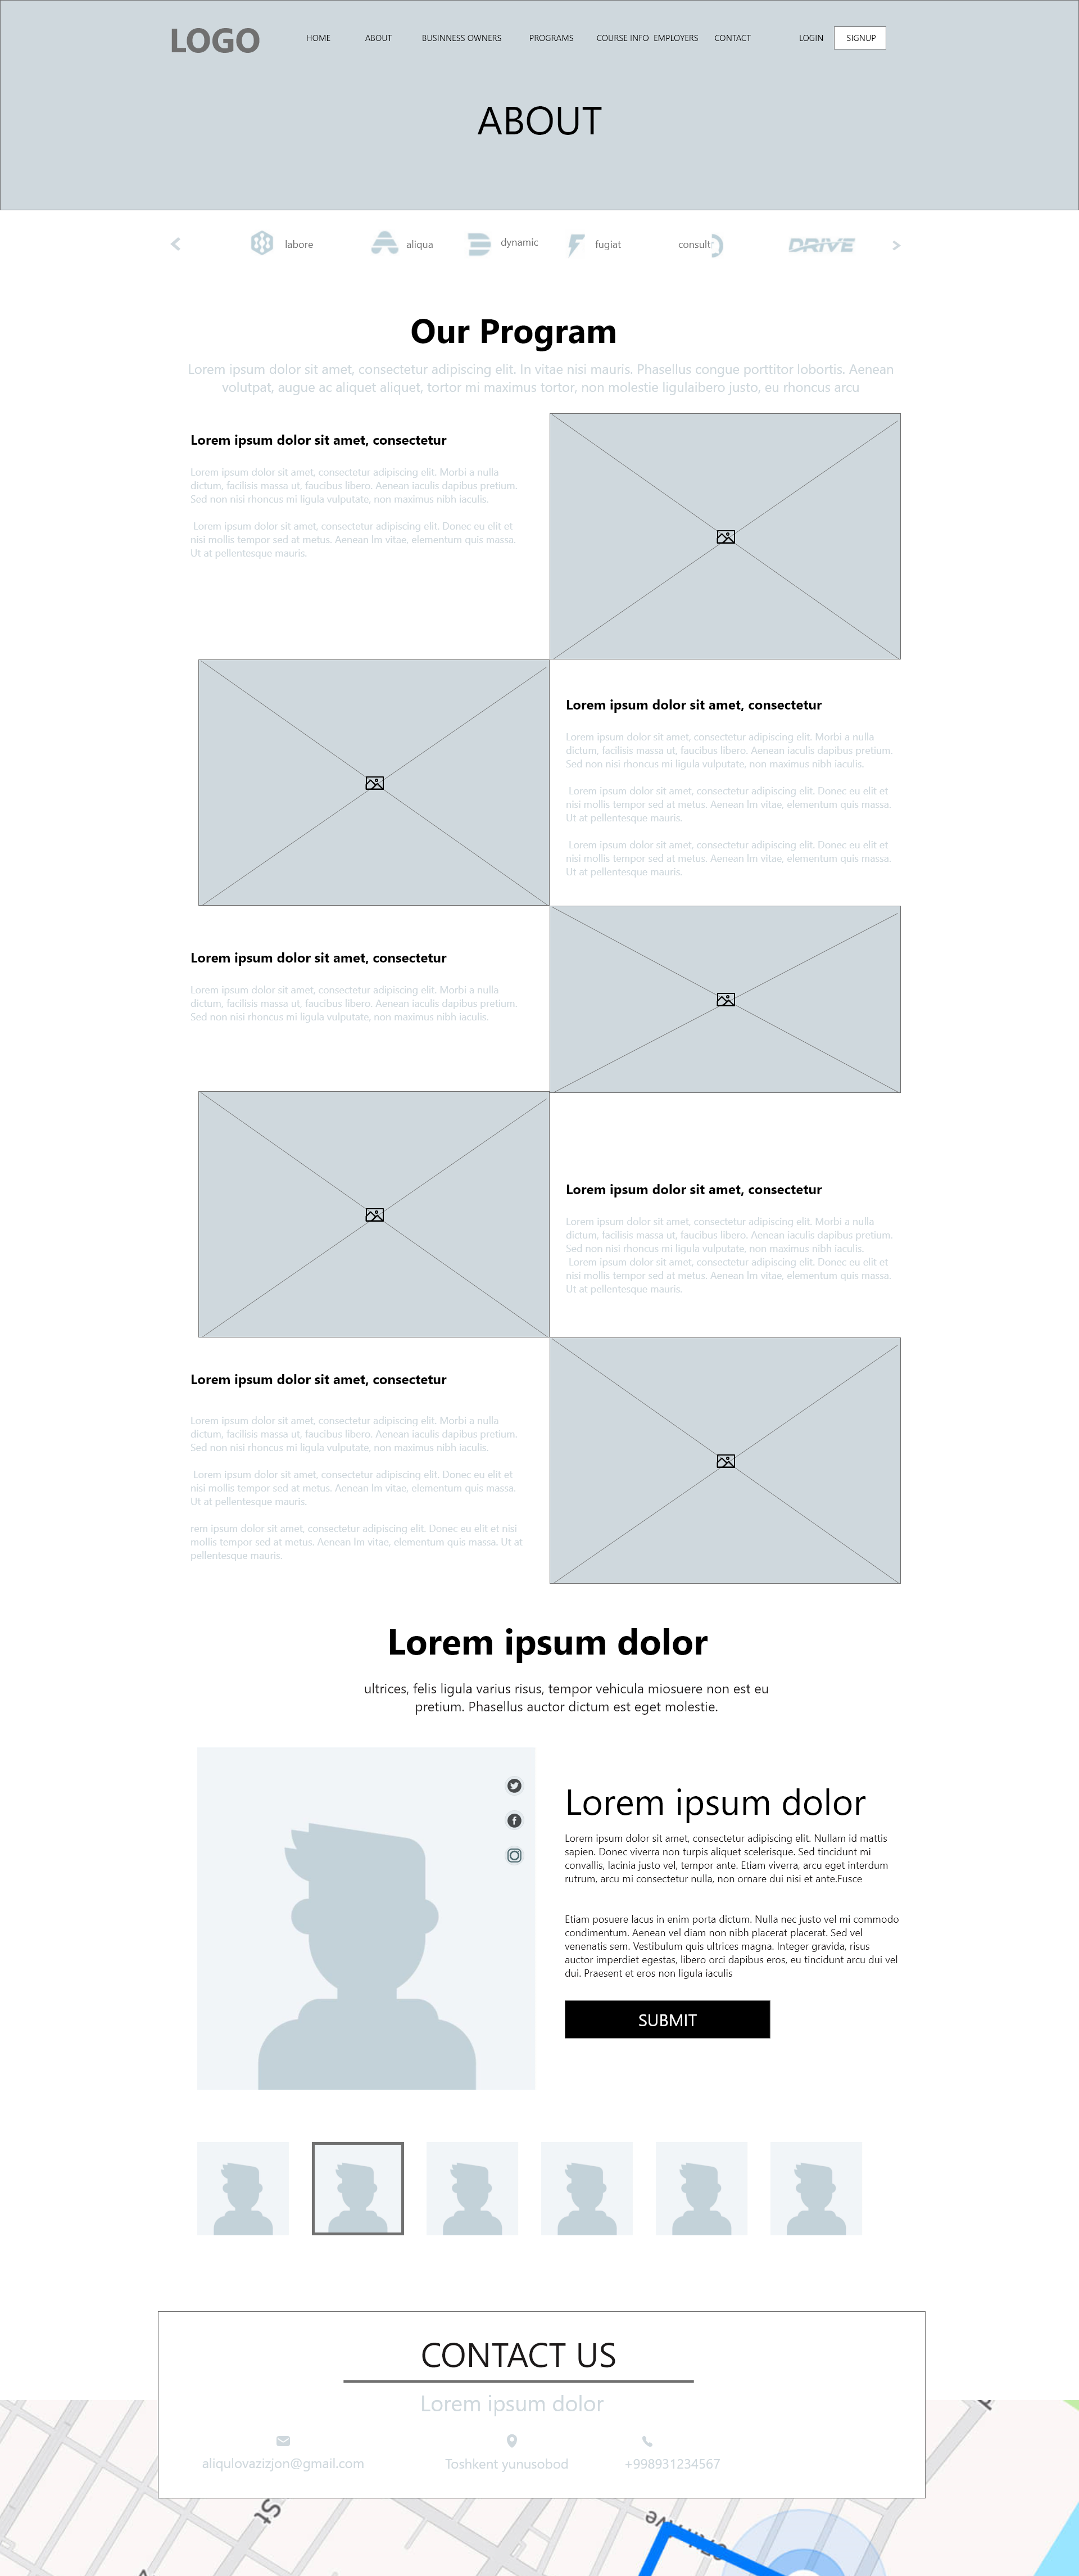 LOGO HOME ABOUT BUSINNESS OWNERS PROGRAMS COURSE INFO EMPLOYERS CONTACT LOGIN SIGNUP
ABOUT
labore aliqua dynamic fugiat consult DRIVE
Our Program
Lorem ipsum dolor sit amet, consectetur adipiscing elit. In vitae nisi mauris. Phasellus congue porttitor lobortis. Aenean
volutpat, augue ac aliquet aliquet, tortor mi maximus tortor, non molestie ligulalibero justo, eu rhoncus arcu
Lorem ipsum dolor sit amet, consectetur
Lorem ipsum dolor sit amet, consectetur adipiscing elit. Morbi a nulla
dictum, facilisis massa ut, faucibus libero. Aenean iaculis dapibus pretium.
Sed non nisi rhoncus mi ligula vulputate, non maximus nibh iaculis.
Lorem ipsum dolor sit amet, consectetur adipiscing elit. Donec eu elit et
nisi mollis tempor sed at metus. Aenean lm vitae, elementum quis massa.
Ut at pellentesque mauris.
Lorem ipsum dolor sit amet, consectetur
Lorem ipsum dolor sit amet, consectetur adipiscing elit. Morbi a nulla
dictum, facilisis massa ut, faucibus libero. Aenean iaculis dapibus pretium.
Sed non nisi rhoncus mi ligula vulputate, non maximus nibh iaculis.
Lorem ipsum dolor sit amet, consectetur adipiscing elit. Donec eu elit et
nisi mollis tempor sed at metus. Aenean lm vitae, elementum quis massa.
Ut at pellentesque mauris.
Lorem ipsum dolor sit amet, consectetur adipiscing elit. Donec eu elit et
nisi mollis tempor sed at metus. Aenean lm vitae, elementum quis massa.
Ut at pellentesque mauris.
Lorem ipsum dolor sit amet, consectetur
Lorem ipsum dolor sit amet, consectetur adipiscing elit. Morbi a nulla
dictum, facilisis massa ut, faucibus libero. Aenean iaculis dapibus pretium.
Sed non nisi rhoncus mi ligula vulputate, non maximus nibh iaculis.
Lorem ipsum dolor sit amet, consectetur
Lorem ipsum dolor sit amet, consectetur adipiscing elit. Morbi a nulla
dictum, facilisis massa ut, faucibus libero. Aenean iaculis dapibus pretium.
Sed non nisi rhoncus mi ligula vulputate, non maximus nibh iaculis.
Lorem ipsum dolor sit amet, consectetur adipiscing elit. Donec eu elit et
nisi mollis tempor sed at metus. Aenean lm vitae, elementum quis massa.
Ut at pellentesque mauris.
Lorem ipsum dolor sit amet, consectetur
Lorem ipsum dolor sit amet, consectetur adipiscing elit. Morbi a nulla
dictum, facilisis massa ut, faucibus libero. Aenean iaculis dapibus pretium.
Sed non nisi rhoncus mi ligula vulputate, non maximus nibh iaculis.
Lorem ipsum dolor sit amet, consectetur adipiscing elit. Donec eu elit et
nisi mollis tempor sed at metus. Aenean lm vitae, elementum quis massa.
Ut at pellentesque mauris.
rem ipsum dolor sit amet, consectetur adipiscing elit. Donec eu elit et nisi
mollis tempor sed at metus. Aenean lm vitae, elementum quis massa. Ut at
pellentesque mauris.
Lorem ipsum dolor
ultrices, felis ligula varius risus, tempor vehicula miosuere non est eu
pretium. Phasellus auctor dictum est eget molestie.
Lorem ipsum dolor
Lorem ipsum dolor sit amet, consectetur adipiscing elit. Nullam id mattis
sapien. Donec viverra non turpis aliquet scelerisque. Sed tincidunt mi
convallis, lacinia justo vel, tempor ante. Etiam viverra, arcu eget interdum
rutrum, arcu mi consectetur nulla, non ornare dui nisi et ante.Fusce
Etiam posuere lacus in enim porta dictum. Nulla nec justo vel mi commodo
condimentum. Aenean vel diam non nibh placerat placerat. Sed vel
venenatis sem. Vestibulum quis ultrices magna. Integer gravida, risus
auctor imperdiet egestas, libero orci dapibus eros, eu tincidunt arcu dui vel
dui. Praesent et eros non ligula iaculis
SUBMIT
CONTACT US
Lorem ipsum dolor
aliqulovazizjon@gmail.com Toshkent yunusobod +998931234567
St